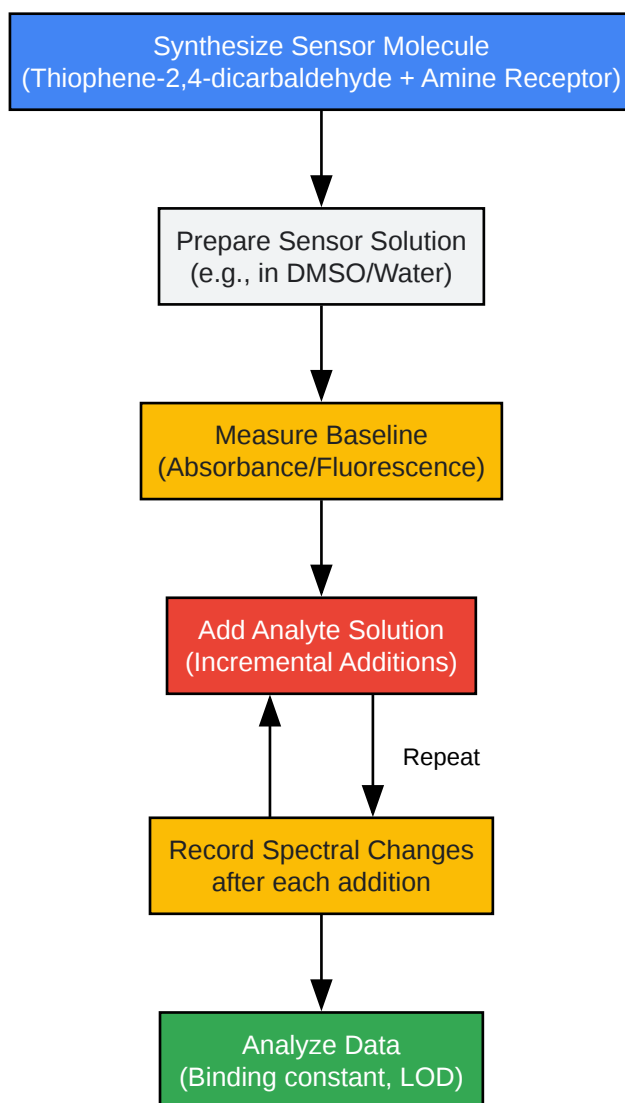 Synthesize Sensor Molecule
(Thiophene-2,4-dicarbaldehyde + Amine Receptor)
Prepare Sensor Solution
(e.g., in DMSO/Water)
Measure Baseline
(Absorbance/Fluorescence)
Add Analyte Solution
(Incremental Additions)
Repeat
Record Spectral Changes
after each addition
Analyze Data
(Binding constant, LOD)